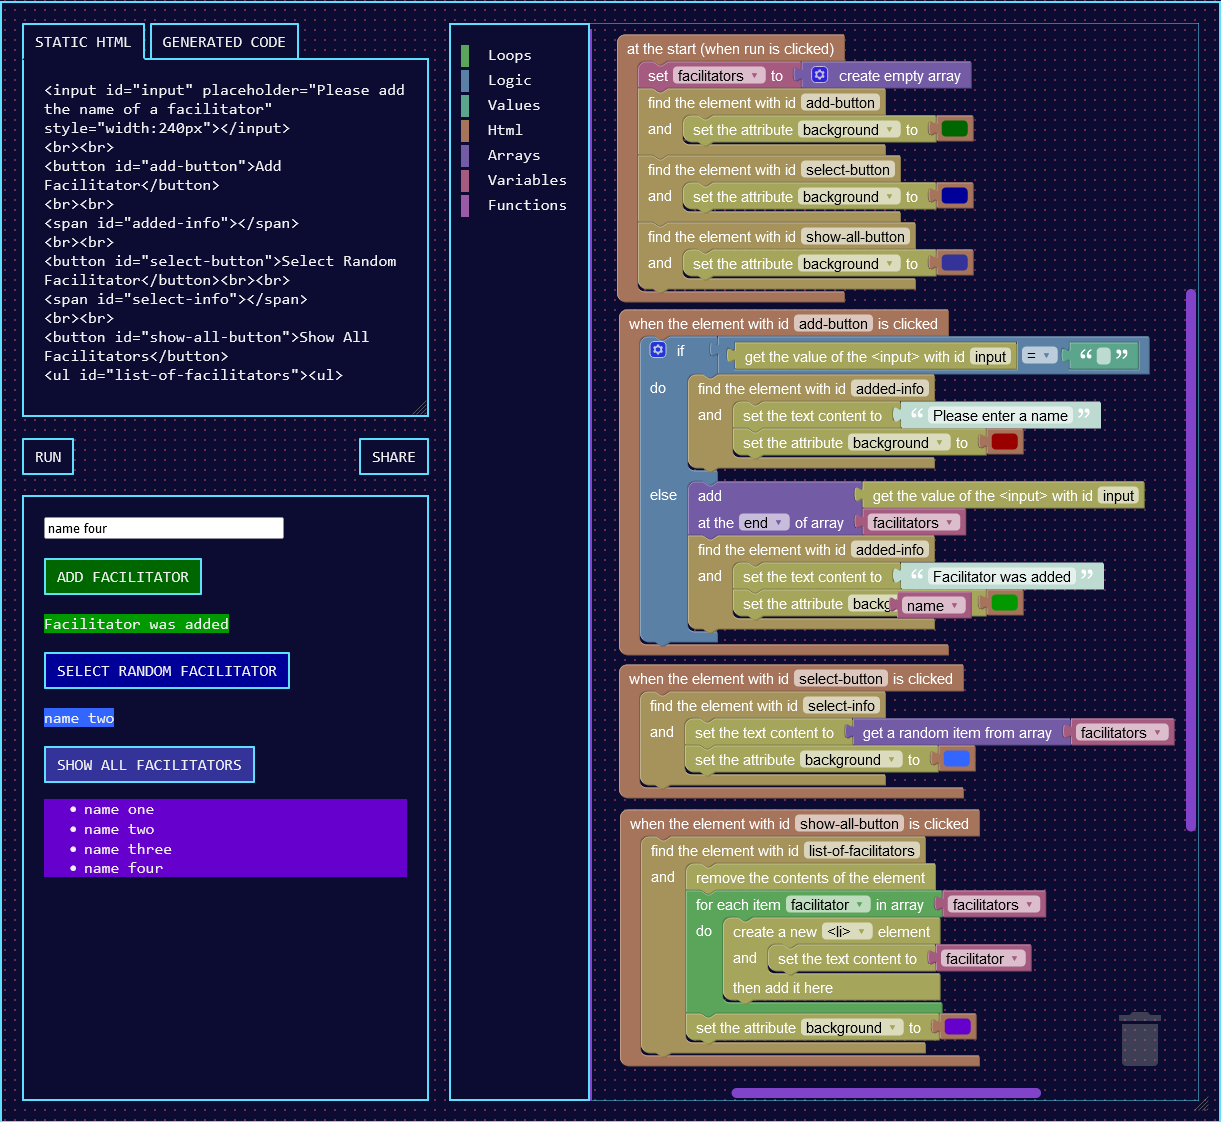 STATIC HTML
GENERATED CODE
<input id="input" placeholder="Please add
the name of a facilitator"
style="width:240px"></input>
<br><br>
<button id="add-button">Add
Facilitator</button>
<br><br>
<span id="added-info"></span>
<br><br>
<button id="select-button">Select Random
Facilitator</button><br><br>
<span id="select-info"></span>
<br><br>
<button id="show-all-button">Show All
Facilitators</button>
<ul id="list-of-facilitators"><ul>
RUN
SHARE
name four
ADD FACILITATOR
Facilitator was added
SELECT RANDOM FACILITATOR
name two
SHOW ALL FACILITATORS
• name one
• name two
• name three
• name four
Loops
Logic
Values
Html
Arrays
Variables
Functions
at the start (when run is clicked)
set facilitators ▾ to create empty array
find the element with id add-button
and set the attribute background ▾ to
find the element with id select-button
and set the attribute background ▾ to
find the element with id show-all-button
and set the attribute background ▾ to
when the element with id add-button is clicked
if get the value of the <input> with id input = ▾ “ ”
do find the element with id added-info
and set the text content to “ Please enter a name ”
set the attribute background ▾ to
else add get the value of the <input> with id input
at the end ▾ of array facilitators ▾
find the element with id added-info
and set the text content to “ Facilitator was added ”
set the attribute backg name ▾
when the element with id select-button is clicked
find the element with id select-info
and set the text content to get a random item from array facilitators ▾
set the attribute background ▾ to
when the element with id show-all-button is clicked
find the element with id list-of-facilitators
and remove the contents of the element
for each item facilitator ▾ in array facilitators ▾
do create a new <li> ▾ element
and set the text content to facilitator ▾
then add it here
set the attribute background ▾ to